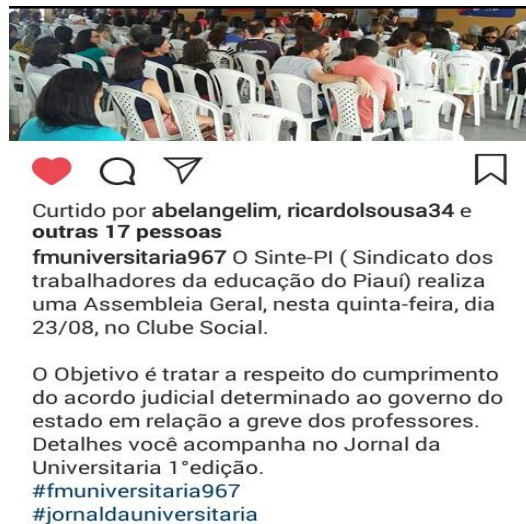 Curtido por abelangelim, ricardolsousa34 e
outras 17 pessoas
fmuniversitaria967 O Sinte-PI ( Sindicato dos
trabalhadores da educação do Piauí) realiza
uma Assembleia Geral, nesta quinta-feira, dia
23/08, no Clube Social.
O Objetivo é tratar a respeito do cumprimento
do acordo judicial determinado ao governo do
estado em relação a greve dos professores.
Detalhes você acompanha no Jornal da
Universitaria 1°edição.
#fmuniversitaria967
#jornaldauniversitaria